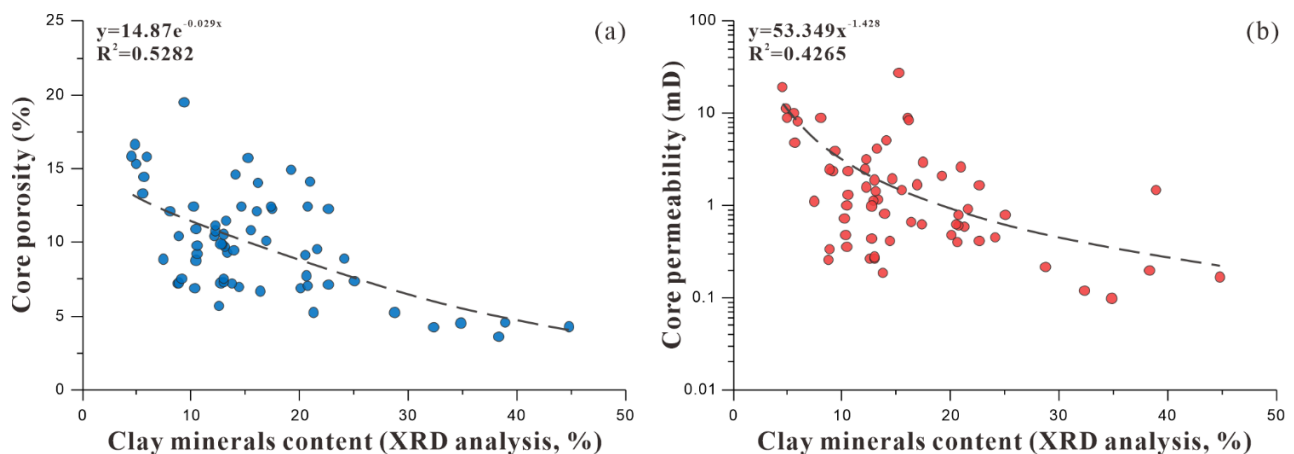 y=14.87e^-0.029x
R²=0.5282
(a)
25
20
15
10
5
0
Core porosity (%)
0 10 20 30 40 50
Clay minerals content (XRD analysis, %)
y=53.349x^-1.428
R²=0.4265
(b)
100
10
1
0.1
0.01
Core permeability (mD)
0 10 20 30 40 50
Clay minerals content (XRD analysis, %)